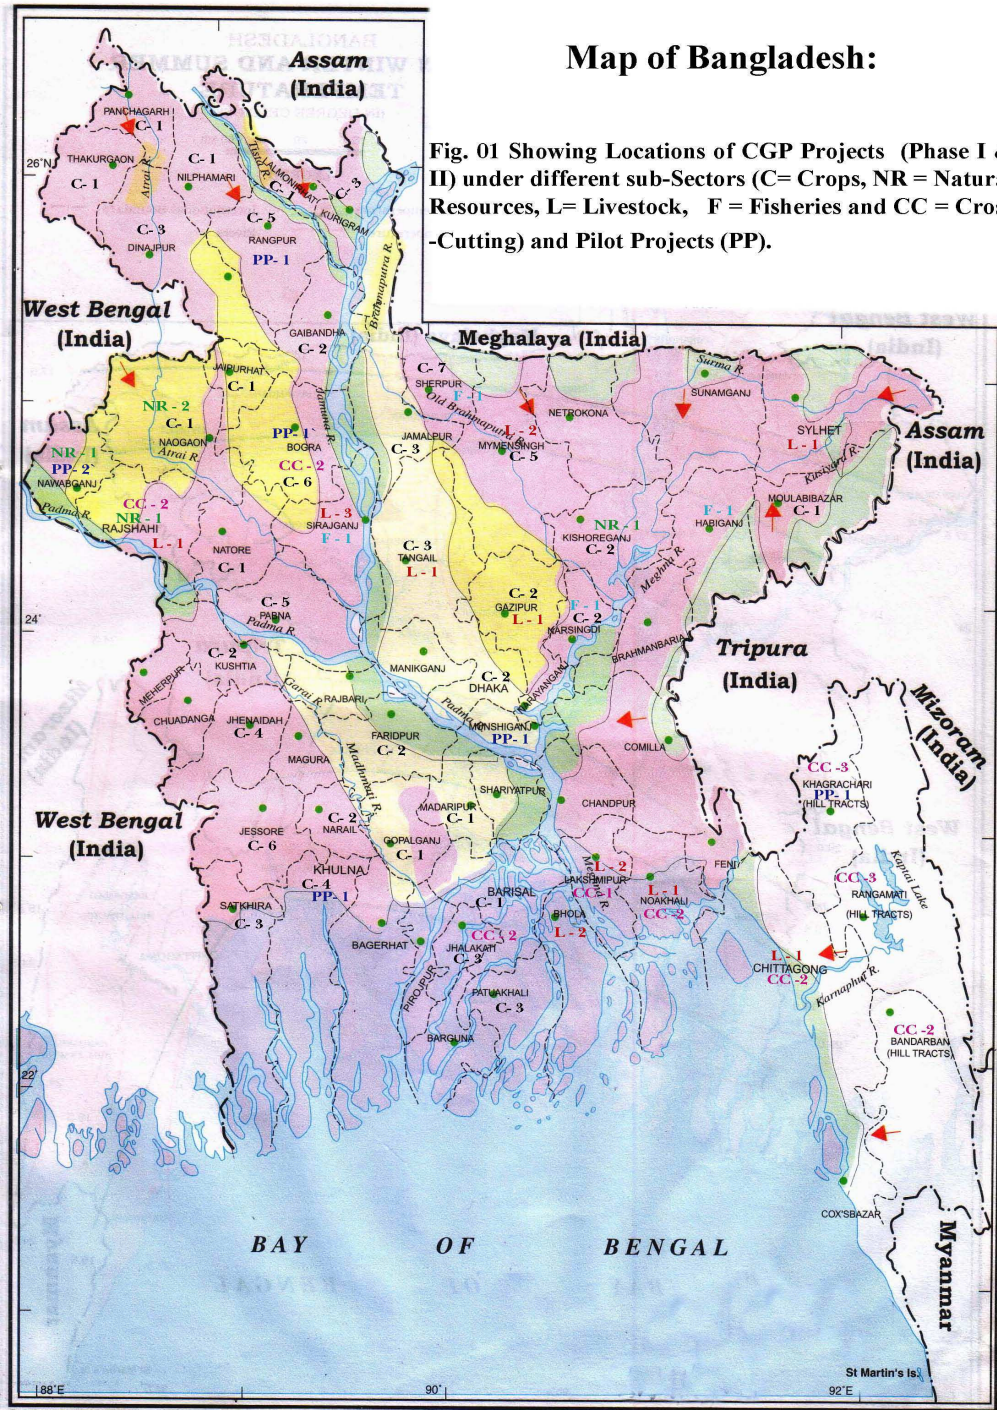 Map of Bangladesh:
Fig. 01 Showing Locations of CGP Projects (Phase I &
II) under different sub-Sectors (C= Crops, NR = Natur
Resources, L= Livestock, F = Fisheries and CC = Cros
-Cutting) and Pilot Projects (PP).
Assam
(India)
PANCHAGARH
C- 1
26°N
THAKURGAON
C- 1
Atrai R.
C- 1
NILPHAMARI
Tista R.
LALMONIRHAT
C- 1
C- 3
KURIGRAM
C- 3
DINAJPUR
C- 5
RANGPUR
PP- 1
Brahmaputra R.
West Bengal
(India)
GAIBANDHA
C- 2
Meghalaya (India)
JAIPURHAT
C- 1
Jamuna R.
C- 7
SHERPUR
F - 1
Old Brahmaputra R.
Surma R.
SUNAMGANJ
NR - 2
C- 1
NAOGAON
Atrai R.
PP- 1
BOGRA
CC - 2
C- 6
JAMALPUR
C- 3
L - 2
MYMENSINGH
C- 5
NETROKONA
SYLHET
L - 1
Kusiyara R.
Assam
(India)
NR - 1
PP- 2
NAWABGANJ
Padma R.
CC - 2
NR - 1
RAJSHAHI
L - 1
L - 3
SIRAJGANJ
F - 1
MOULABIBAZAR
C- 1
F - 1
HABIGANJ
NR - 1
KISHOREGANJ
C- 2
Meghna R.
NATORE
C- 1
C- 3
TANGAIL
L - 1
C- 2
GAZIPUR
L - 1
F - 1
C- 2
NARSINGDI
24°
C- 5
PABNA
Padma R.
BRAHMANBARIA
Tripura
(India)
C- 2
KUSHTIA
MEHERPUR
Garai R.
RAJBARI
MANIKGANJ
C- 2
DHAKA
NARAYANGANJ
Mizoram
(India)
CHUADANGA
JHENAIDAH
C- 4
MAGURA
FARIDPUR
C- 2
Padma R.
MUNSHIGANJ
PP- 1
COMILLA
Madhmati R.
CC -3
KHAGRACHARI
PP- 1
(HILL TRACTS)
West Bengal
(India)
JESSORE
C- 6
C- 2
NARAIL
SHARIYATPUR
MADARIPUR
C- 1
CHANDPUR
GOPALGANJ
C- 1
KHULNA
C- 4
PP- 1
FENI
Meghna R.
L - 2
LAKSHMIPUR
CC- 1
L - 1
NOAKHALI
CC -2
CC -3
RANGAMATI
(HILL TRACTS)
Kaptai Lake
SATKHIRA
C- 3
BARISAL
C- 1
BHOLA
L - 2
BAGERHAT
CC - 2
JHALAKATI
C- 3
PIROJPUR
L - 1
CHITTAGONG
CC -2
Karnaphur R.
PATUAKHALI
C- 3
BARGUNA
CC -2
BANDARBAN
(HILL TRACTS)
22°
COX'SBAZAR
BAY OF BENGAL
Myanmar
St Martin's Is.
88°E
90°
92°E